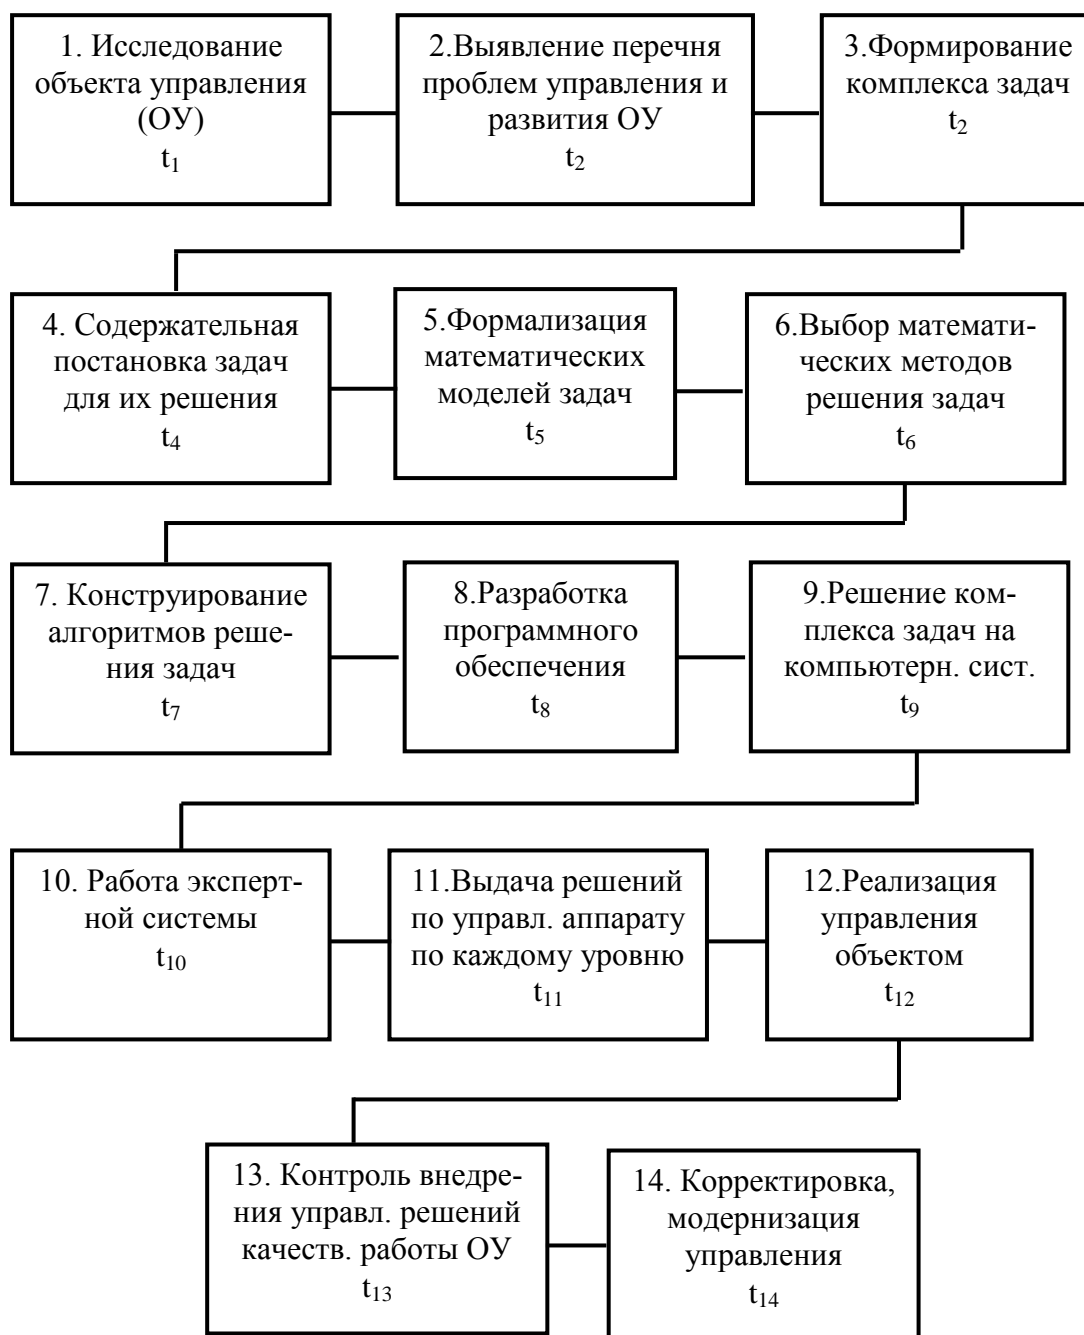 1. Исследование
объекта управления
(ОУ)
t₁
2.Выявление перечня
проблем управления и
развития ОУ
t₂
3.Формирование
комплекса задач
t₂
4. Содержательная
постановка задач
для их решения
t₄
5.Формализация
математических
моделей задач
t₅
6.Выбор математи-
ческих методов
решения задач
t₆
7. Конструирование
алгоритмов реше-
ния задач
t₇
8.Разработка
программного
обеспечения
t₈
9.Решение ком-
плекса задач на
компьютерн. сист.
t₉
10. Работа эксперт-
ной системы
t₁₀
11.Выдача решений
по управл. аппарату
по каждому уровню
t₁₁
12.Реализация
управления
объектом
t₁₂
13. Контроль внедре-
ния управл. решений
качеств. работы ОУ
t₁₃
14. Корректировка,
модернизация
управления
t₁₄